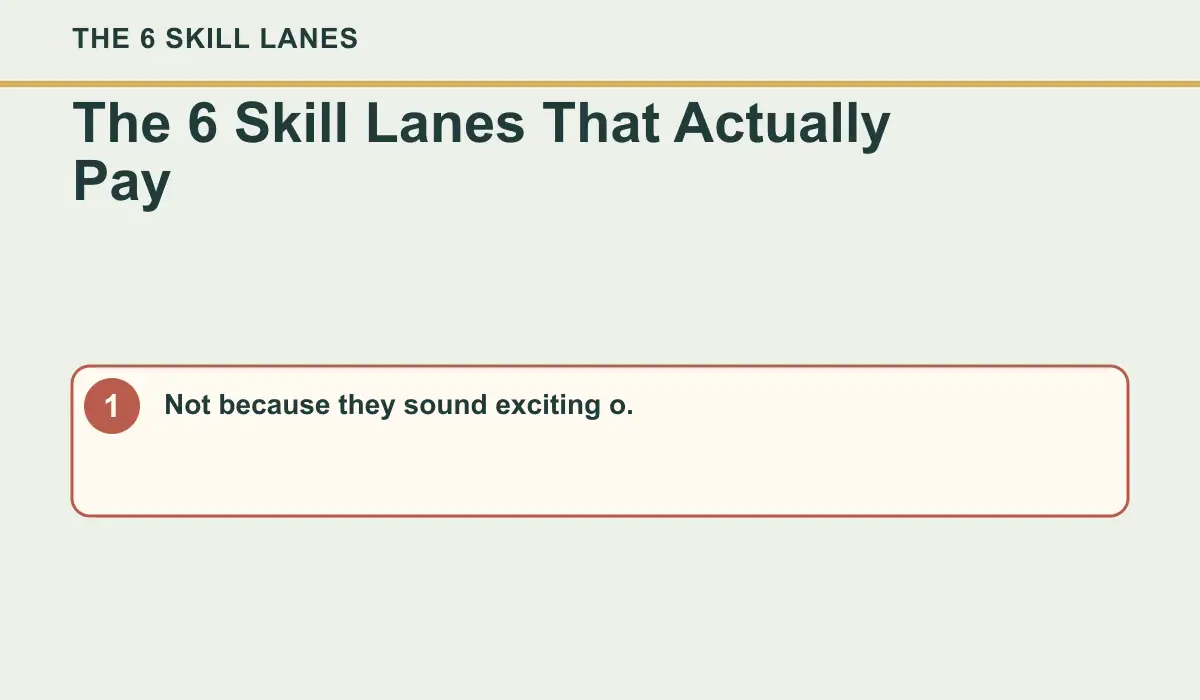 THE 6 SKILL LANES
The 6 Skill Lanes That Actually
Pay
1
Not because they sound exciting o.